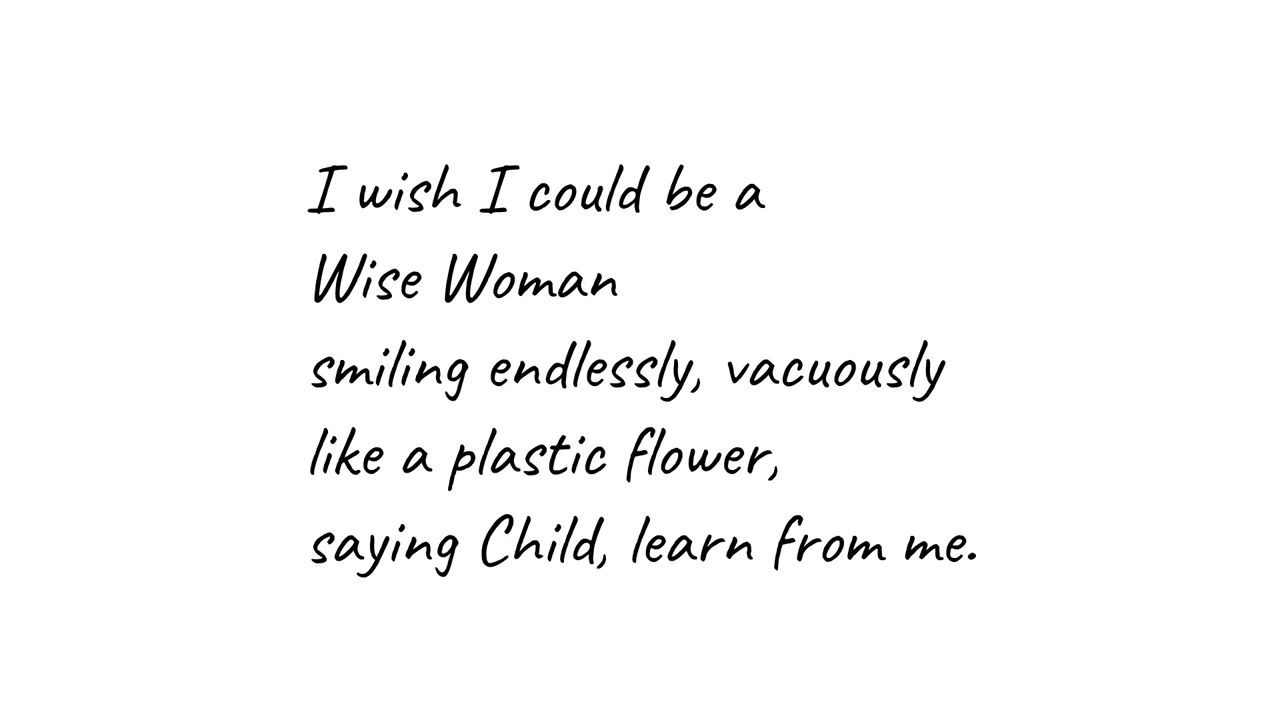 I wish I could be a
Wise Woman
smiling endlessly, vacuously
like a plastic flower,
saying Child, learn from me.